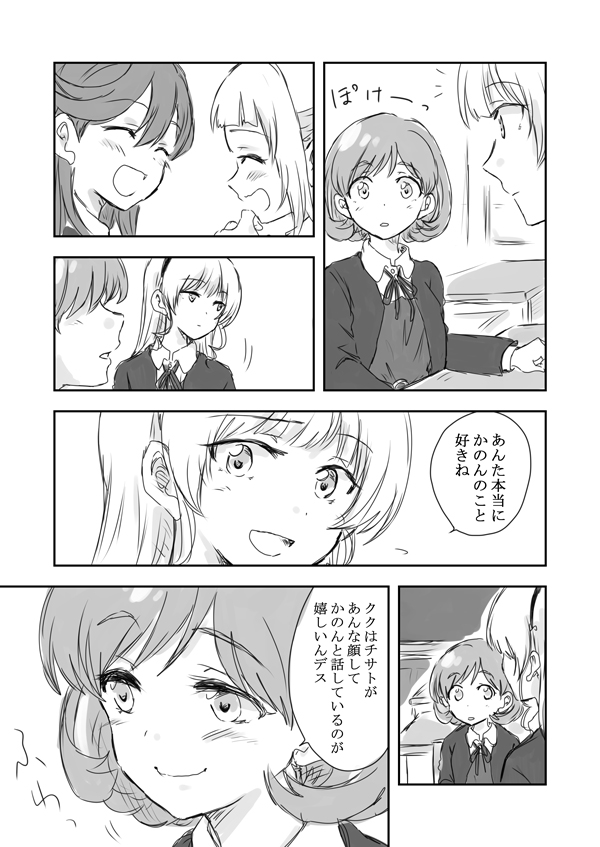 ぽけーっ
あんた本当に
かのんのこと
好きね
ククはチサトが
あんな顔して
かのんと話しているのが
嬉しいんデス